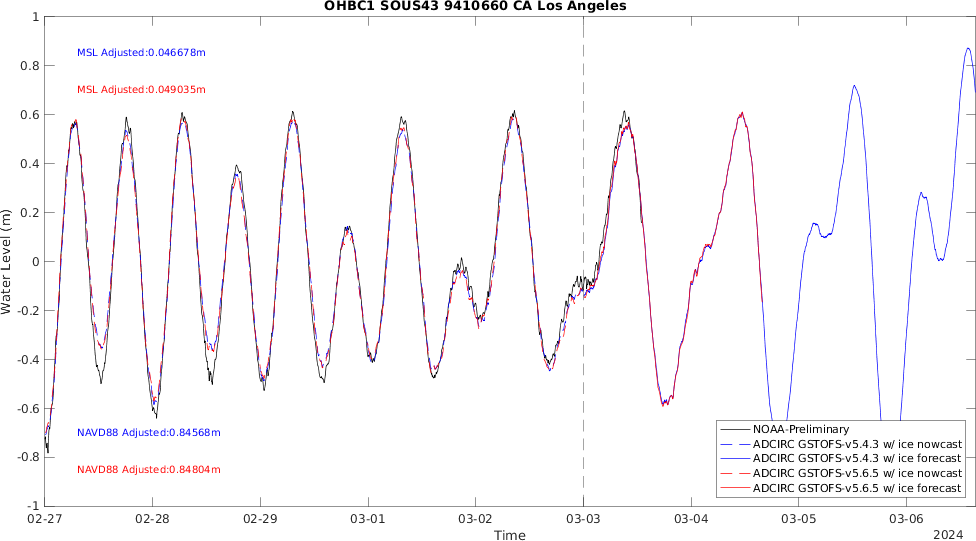 OHBC1 SOUS43 9410660 CA Los Angeles
1
0.8
0.6
0.4
0.2
0
-0.2
-0.4
-0.6
-0.8
-1
Water Level (m)
MSL Adjusted:0.046678m
MSL Adjusted:0.049035m
NAVD88 Adjusted:0.84568m
NAVD88 Adjusted:0.84804m
NOAA-Preliminary
ADCIRC GSTOFS-v5.4.3 w/ ice nowcast
ADCIRC GSTOFS-v5.4.3 w/ ice forecast
ADCIRC GSTOFS-v5.6.5 w/ ice nowcast
ADCIRC GSTOFS-v5.6.5 w/ ice forecast
02-27 02-28 02-29 03-01 03-02 03-03 03-04 03-05 03-06
Time
2024